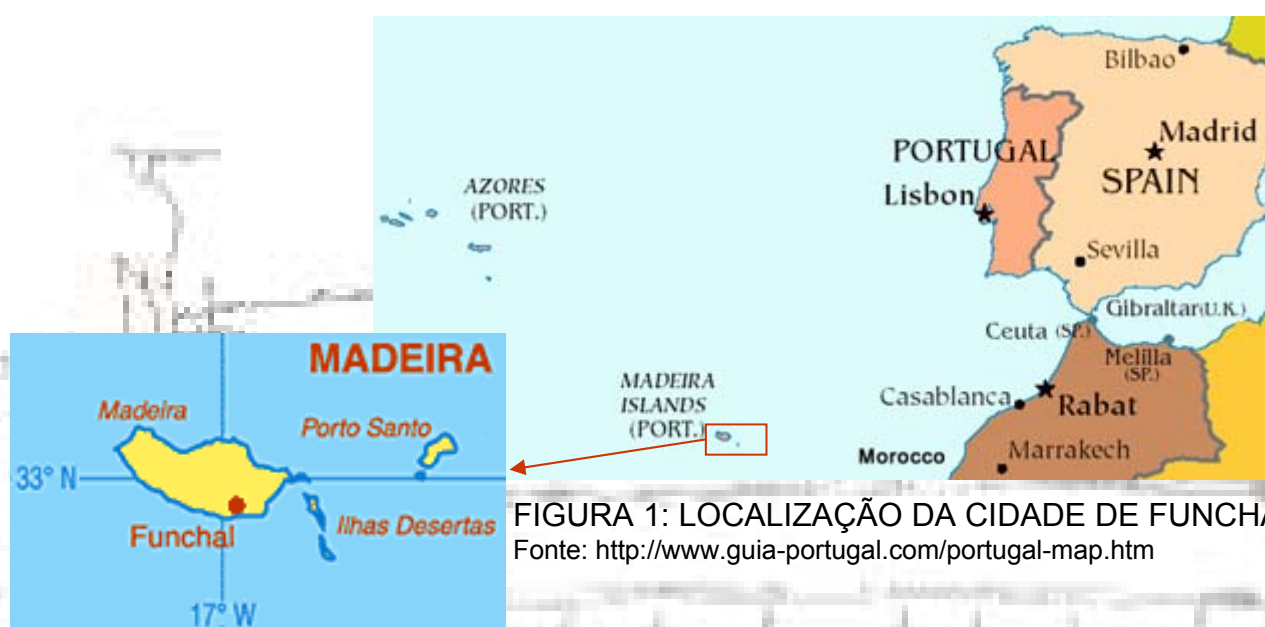 Bilbao
Madrid
PORTUGAL
SPAIN
Lisbon
AZORES
(PORT.)
Sevilla
Gibraltar(U.K.)
Ceuta (SP.)
Melilla
(SP.)
MADEIRA
ISLANDS
(PORT.)
Casablanca
Rabat
Morocco
Marrakech
MADEIRA
Madeira
Porto Santo
33° N
Funchal
Ilhas Desertas
17° W
FIGURA 1: LOCALIZAÇÃO DA CIDADE DE FUNCHA
Fonte: http://www.guia-portugal.com/portugal-map.htm